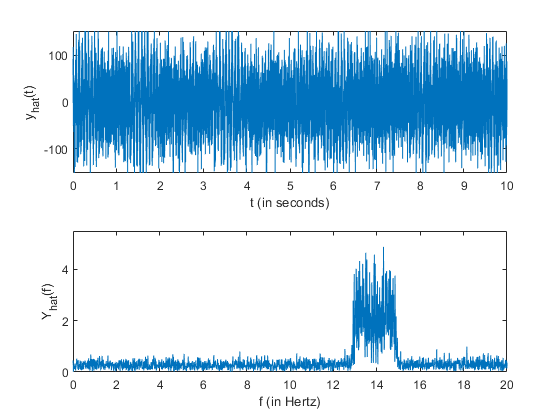 100
0
-100
y_hat(t)
0 1 2 3 4 5 6 7 8 9 10
t (in seconds)
4
2
0
Y_hat(f)
0 2 4 6 8 10 12 14 16 18 20
f (in Hertz)